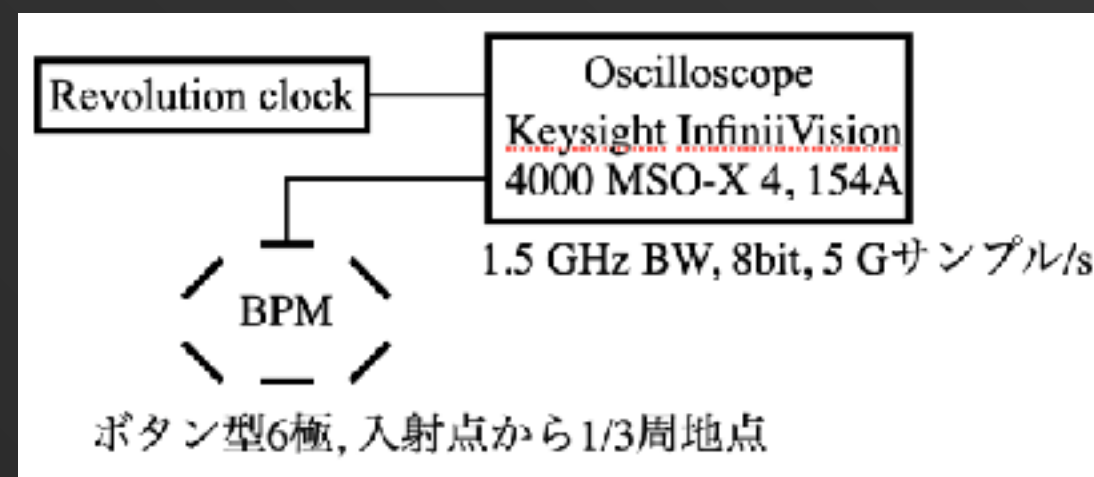 Revolution clock
Oscilloscope
Keysight InfiniiVision
4000 MSO-X 4, 154A
1.5 GHz BW, 8bit, 5 Gサンプル/s
BPM
ボタン型6極, 入射点から1/3周地点